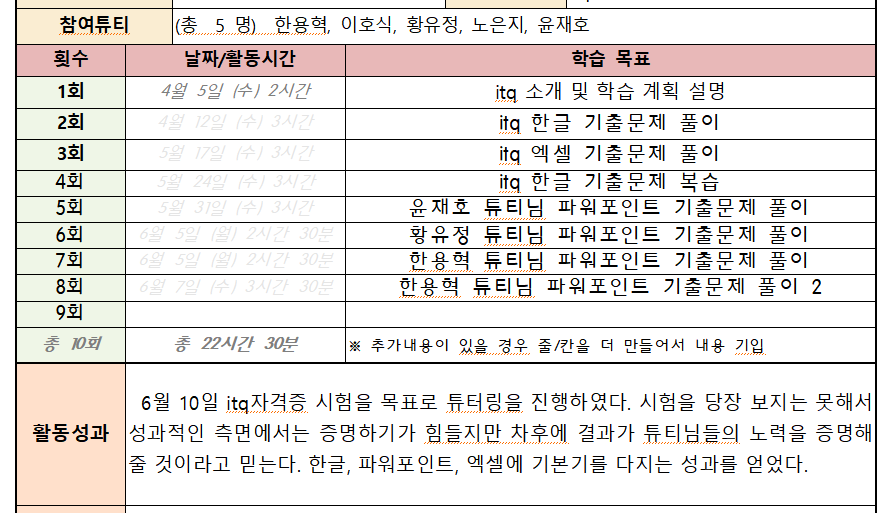 참여튜티 (총 5 명) 한용혁, 이호식, 황유정, 노은지, 윤재호
횟수 날짜/활동시간 학습 목표
1회 4월 5일 (수) 2시간 itq 소개 및 학습 계획 설명
2회 4월 12일 (수) 3시간 itq 한글 기출문제 풀이
3회 5월 17일 (수) 3시간 itq 엑셀 기출문제 풀이
4회 5월 24일 (수) 3시간 itq 한글 기출문제 복습
5회 5월 31일 (수) 3시간 윤재호 튜티님 파워포인트 기출문제 풀이
6회 6월 5일 (월) 2시간 30분 황유정 튜티님 파워포인트 기출문제 풀이
7회 6월 5일 (월) 2시간 30분 한용혁 튜티님 파워포인트 기출문제 풀이
8회 6월 7일 (수) 3시간 30분 한용혁 튜티님 파워포인트 기출문제 풀이 2
9회
총 10회 총 22시간 30분 ※ 추가내용이 있을 경우 줄/칸을 더 만들어서 내용 기입
활동성과
6월 10일 itq자격증 시험을 목표로 튜터링을 진행하였다. 시험을 당장 보지는 못해서
성과적인 측면에서는 증명하기가 힘들지만 차후에 결과가 튜티님들의 노력을 증명해
줄 것이라고 믿는다. 한글, 파워포인트, 엑셀에 기본기를 다지는 성과를 얻었다.